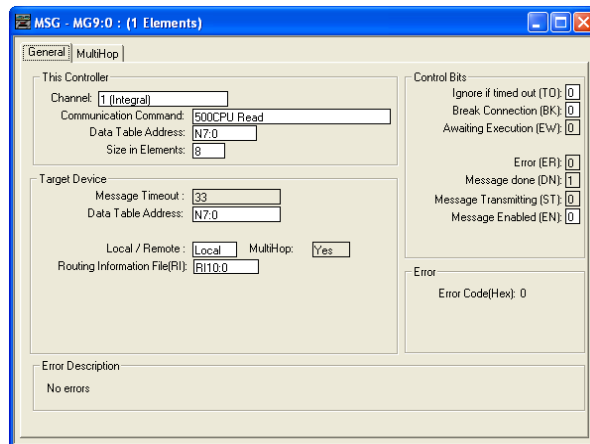 MSG - MG9:0 : (1 Elements)
General MultiHop
This Controller
Channel: 1 (Integral)
Communication Command: 500CPU Read
Data Table Address: N7:0
Size in Elements: 8
Target Device
Message Timeout : 33
Data Table Address: N7:0
Local / Remote : Local MultiHop: Yes
Routing Information File(RI): RI10:0
Control Bits
Ignore if timed out (TO): 0
Break Connection (BK): 0
Awaiting Execution (EW): 0
Error (ER): 0
Message done (DN): 1
Message Transmitting (ST): 0
Message Enabled (EN): 0
Error
Error Code(Hex): 0
Error Description
No errors